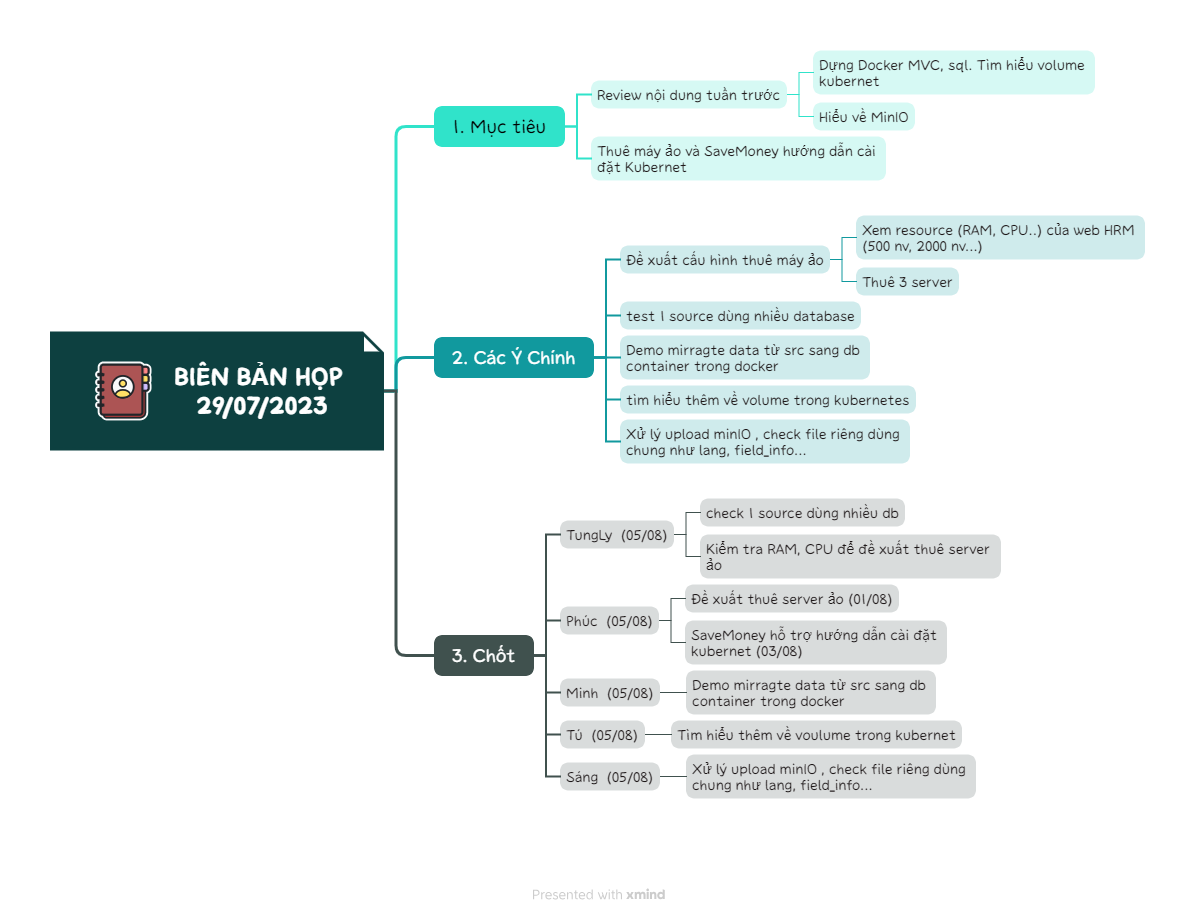 BIÊN BẢN HỌP
29/07/2023
1. Mục tiêu
Review nội dung tuần trước
Dựng Docker MVC, sql. Tìm hiểu volume
kubernet
Hiểu về MinIO
Thuê máy ảo và SaveMoney hướng dẫn cài
đặt Kubernet
2. Các Ý Chính
Đề xuất cấu hình thuê máy ảo
Xem resource (RAM, CPU..) của web HRM
(500 nv, 2000 nv...)
Thuê 3 server
test 1 source dùng nhiều database
Demo mirragte data từ src sang db
container trong docker
tìm hiểu thêm về volume trong kubernetes
Xử lý upload minIO , check file riêng dùng
chung như lang, field_info...
3. Chốt
TungLy (05/08)
check 1 source dùng nhiều db
Kiểm tra RAM, CPU để đề xuất thuê server
ảo
Phúc (05/08)
Đề xuất thuê server ảo (01/08)
SaveMoney hỗ trợ hướng dẫn cài đặt
kubernet (03/08)
Minh (05/08)
Demo mirragte data từ src sang db
container trong docker
Tú (05/08)
Tìm hiểu thêm về voulume trong kubernet
Sáng (05/08)
Xử lý upload minIO , check file riêng dùng
chung như lang, field_info...
Presented with xmind